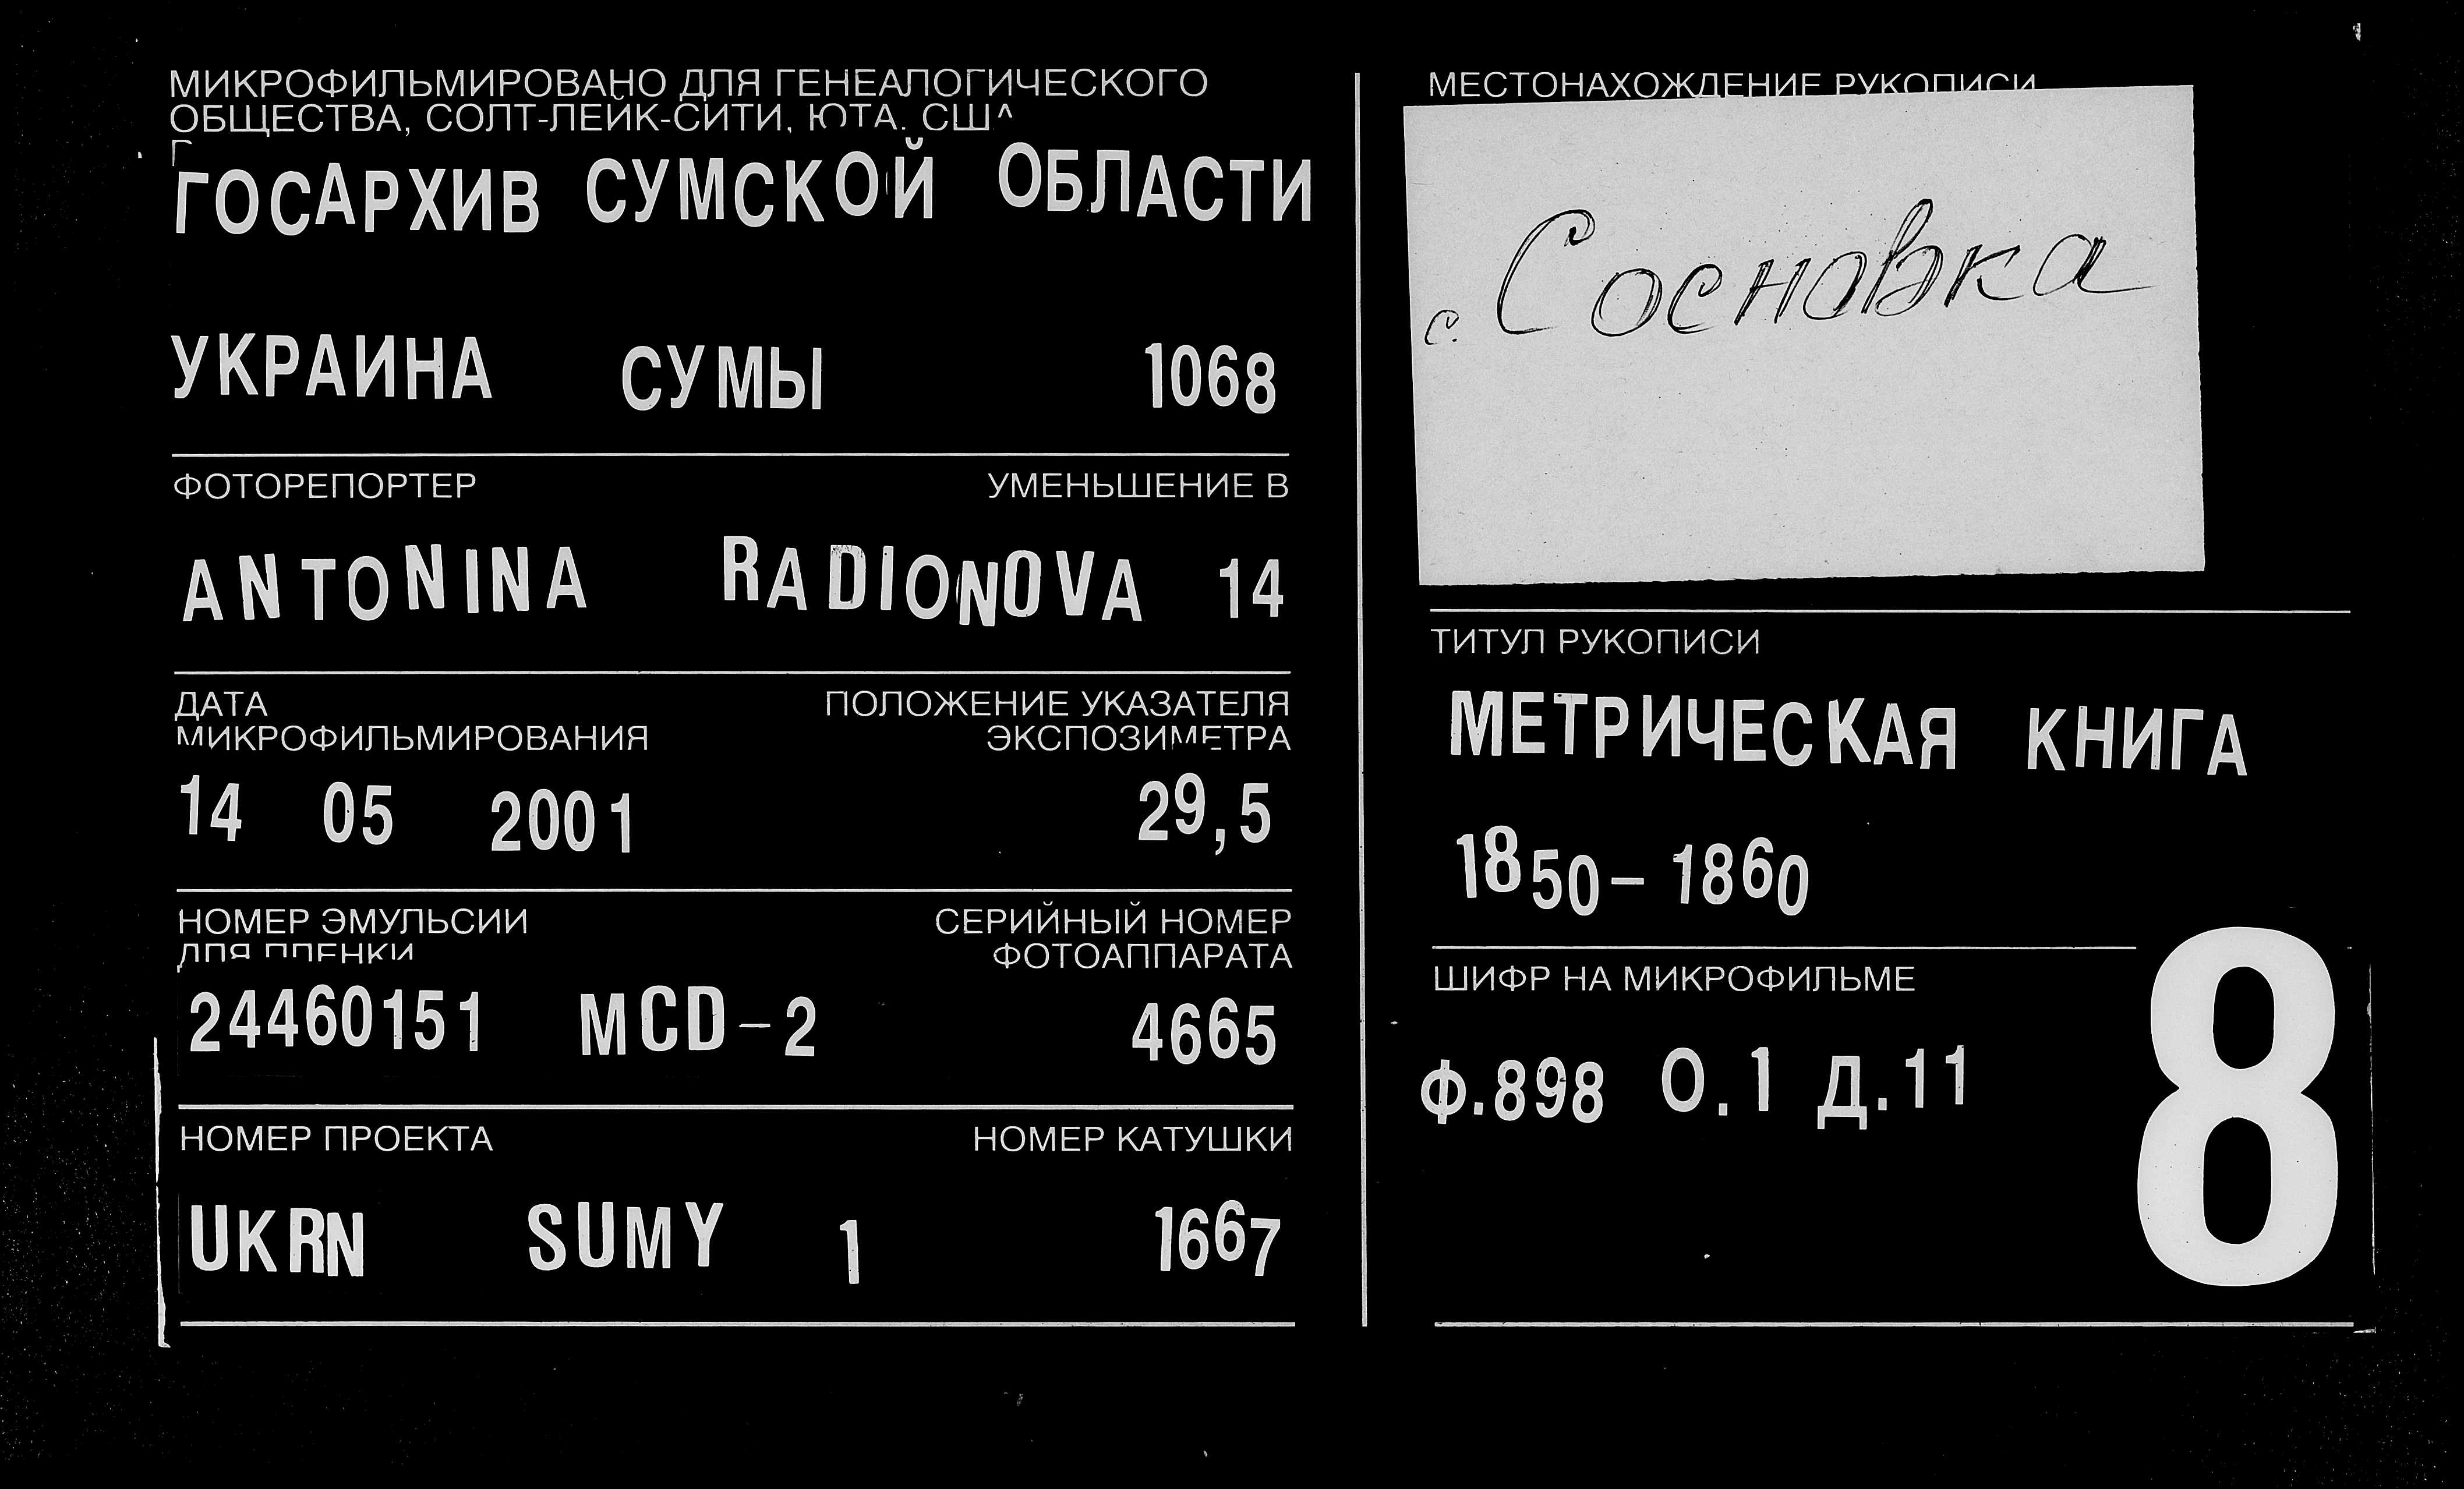 МИКРОФИЛЬМИРОВАНО ДЛЯ ГЕНЕАЛОГИЧЕСКОГО
ОБЩЕСТВА, СОЛТ-ЛЕЙК-СИТИ, ЮТА. США
ГОСАРХИВ СУМСКОЙ ОБЛАСТИ
УКРАИНА СУМЫ 1068
ФОТОРЕПОРТЕР УМЕНЬШЕНИЕ В
ANTONINA RADIONOVA 14
ДАТА ПОЛОЖЕНИЕ УКАЗАТЕЛЯ
МИКРОФИЛЬМИРОВАНИЯ ЭКСПОЗИМЕТРА
14 05 2001 29,5
НОМЕР ЭМУЛЬСИИ СЕРИЙНЫЙ НОМЕР
ДЛЯ ПЛЕНКИ ФОТОАППАРАТА
24460151 MCD-2 4665
НОМЕР ПРОЕКТА НОМЕР КАТУШКИ
UKRN SUMY 1 1667
МЕСТОНАХОЖДЕНИЕ РУКОПИСИ
с. Сосновка
ТИТУЛ РУКОПИСИ
МЕТРИЧЕСКАЯ КНИГА
1850-1860
ШИФР НА МИКРОФИЛЬМЕ
Ф.898 О.1 Д.11
8